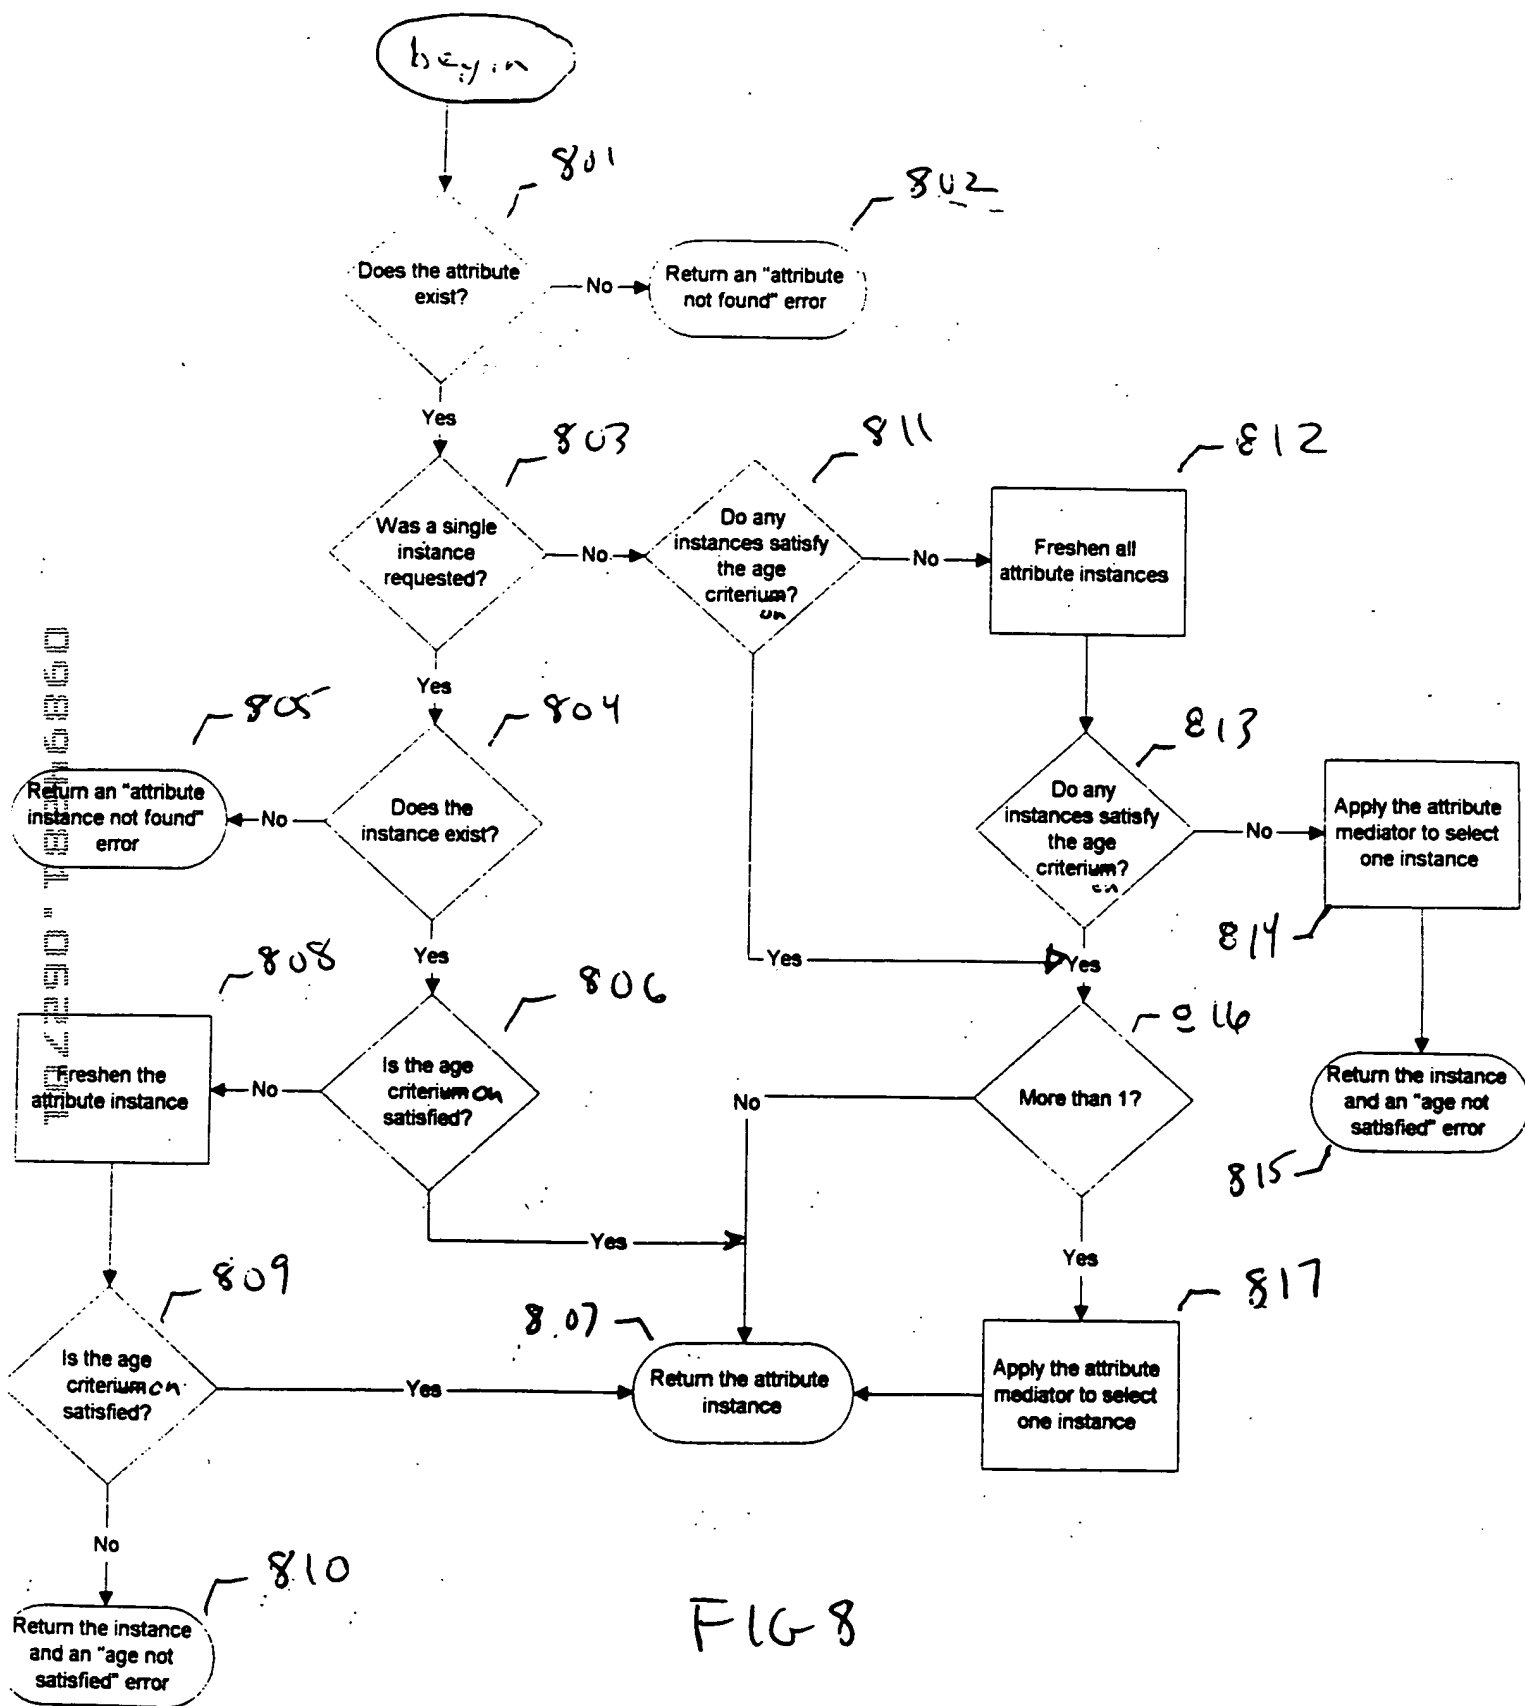 begin
801
802
Does the attribute
exist?
No
Return an "attribute
not found" error
Yes
803
811
812
Was a single
instance
requested?
No
Do any
instances satisfy
the age
criterium?
on
No
Freshen all
attribute instances
Yes
805
804
813
Return an "attribute
instance not found"
error
No
Does the
instance exist?
Do any
instances satisfy
the age
criterium?
on
No
Apply the attribute
mediator to select
one instance
814
Yes
Yes
Yes
808
806
816
Freshen the
attribute instance
No
Is the age
criterium on
satisfied?
No
More than 1?
Return the instance
and an "age not
satisfied" error
815
Yes
Yes
809
807
817
Is the age
criterium on
satisfied?
Yes
Return the attribute
instance
Apply the attribute
mediator to select
one instance
No
810
Return the instance
and an "age not
satisfied" error
FIG 8